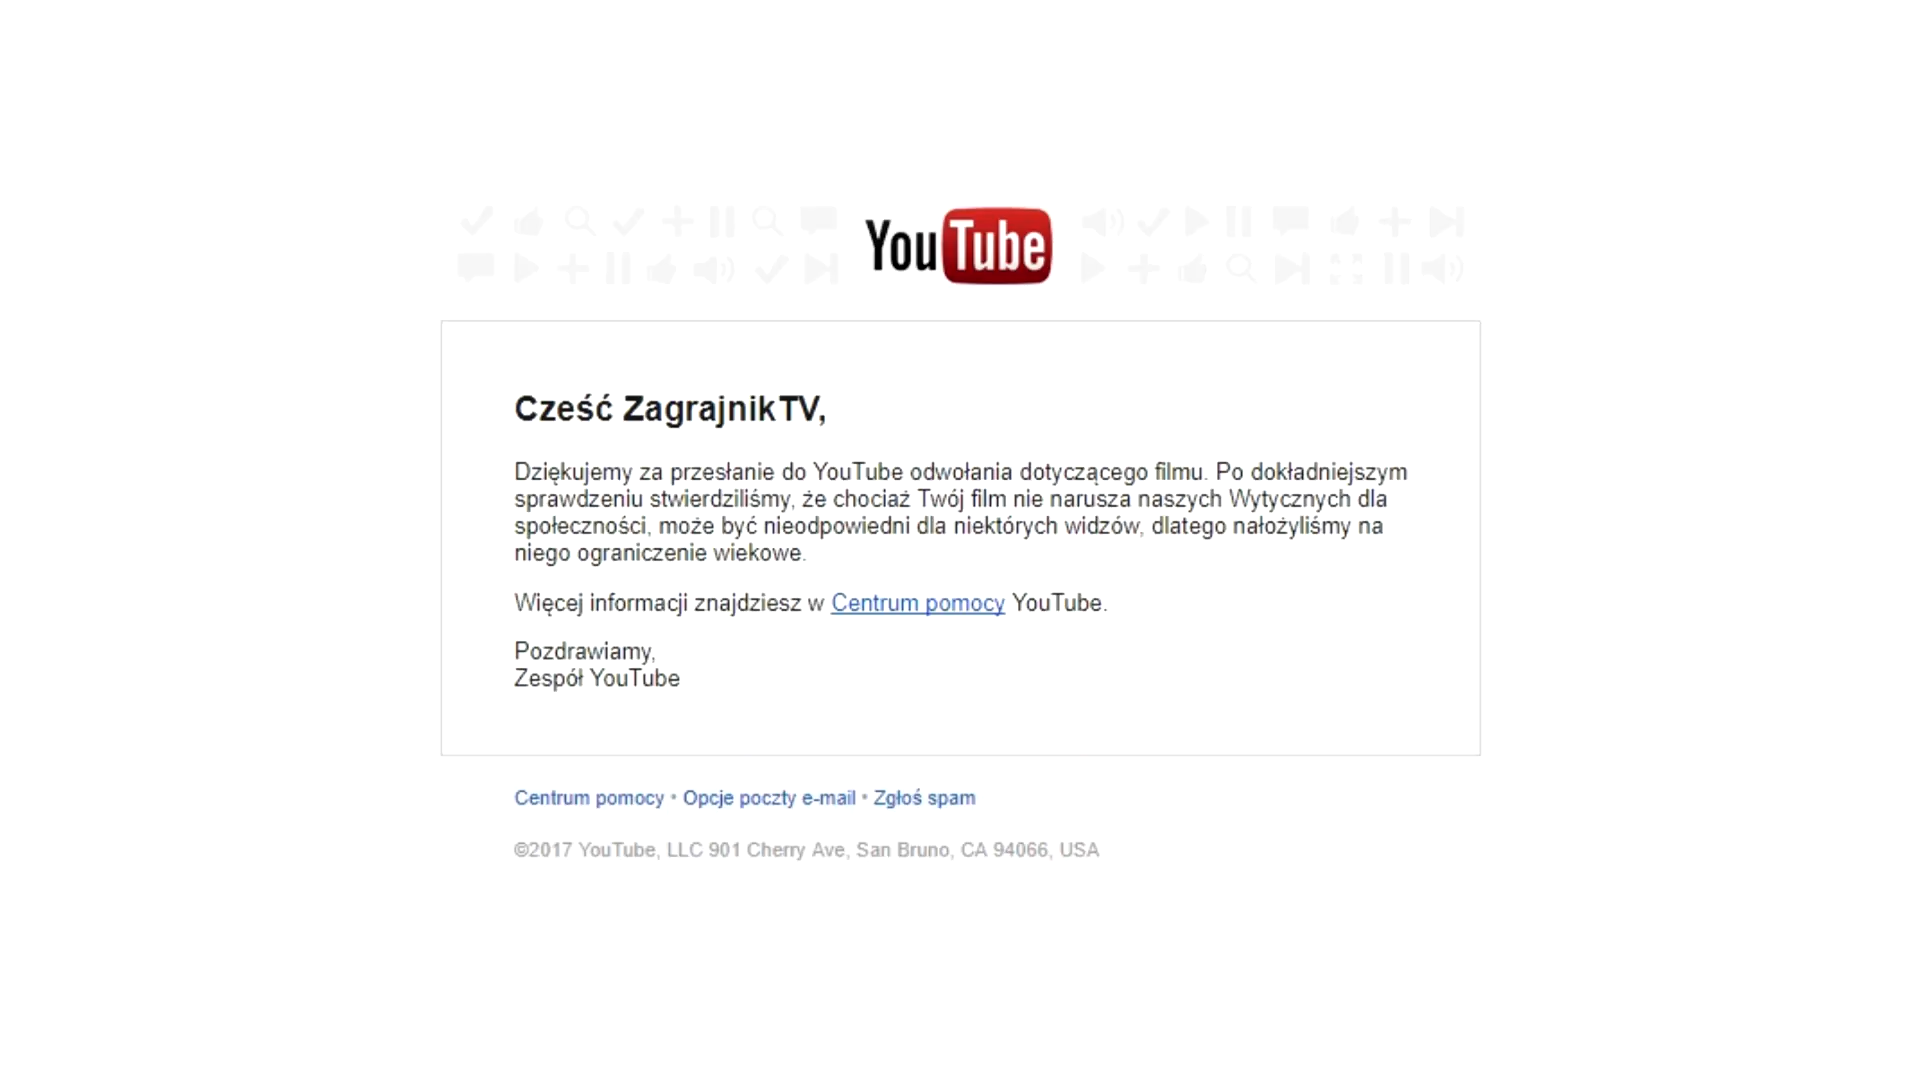 YouTube
Cześć ZagrajnikTV,
Dziękujemy za przesłanie do YouTube odwołania dotyczącego filmu. Po dokładniejszym
sprawdzeniu stwierdziliśmy, że chociaż Twój film nie narusza naszych Wytycznych dla
społeczności, może być nieodpowiedni dla niektórych widzów, dlatego nałożyliśmy na
niego ograniczenie wiekowe.
Więcej informacji znajdziesz w Centrum pomocy YouTube.
Pozdrawiamy,
Zespół YouTube
Centrum pomocy • Opcje poczty e-mail • Zgłoś spam
©2017 YouTube, LLC 901 Cherry Ave, San Bruno, CA 94066, USA